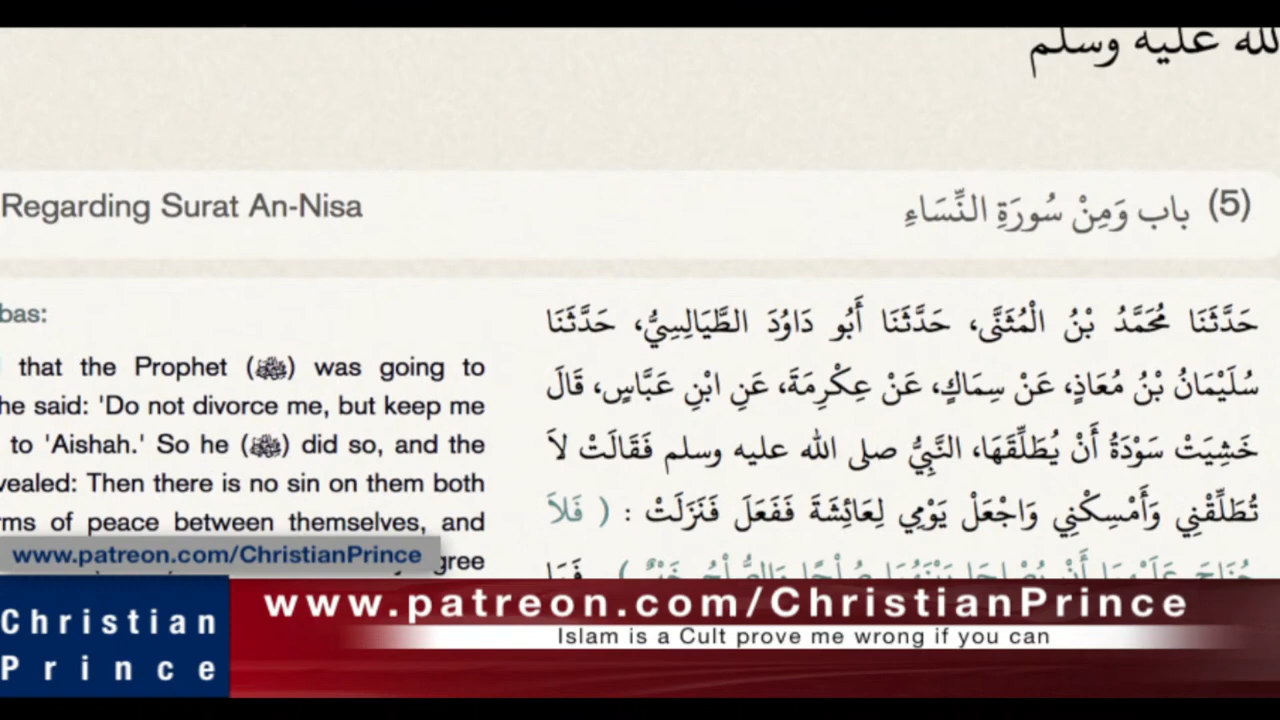 لله عليه وسلم
Regarding Surat An-Nisa
(5) باب وَمِنْ سُورَةِ النِّسَاءِ
bas:
that the Prophet (ﷺ) was going to
he said: 'Do not divorce me, but keep me
to 'Aishah.' So he (ﷺ) did so, and the
vealed: Then there is no sin on them both
rms of peace between themselves, and
gree
حَدَّثَنَا مُحَمَّدُ بْنُ الْمُثَنَّى، حَدَّثَنَا أَبُو دَاوُدَ الطَّيَالِسِيُّ، حَدَّثَنَا
سُلَيْمَانُ بْنُ مُعَاذٍ، عَنْ سِمَاكٍ، عَنْ عِكْرِمَةَ، عَنِ ابْنِ عَبَّاسٍ، قَالَ
خَشِيَتْ سَوْدَةُ أَنْ يُطَلِّقَهَا، النَّبِيُّ صلى الله عليه وسلم فَقَالَتْ لاَ
تُطَلِّقْنِي وَأَمْسِكْنِي وَاجْعَلْ يَوْمِي لِعَائِشَةَ فَفَعَلَ فَنَزَلَتْ : ( فَلاَ
جُنَاحَ عَلَيْهِمَا أَنْ يُصْلِحَا بَيْنَهُمَا صُلْحًا وَالصُّلْحُ خَيْرٌ ) فَمَا
www.patreon.com/ChristianPrince
Christian
Prince
www.patreon.com/ChristianPrince
Islam is a Cult prove me wrong if you can